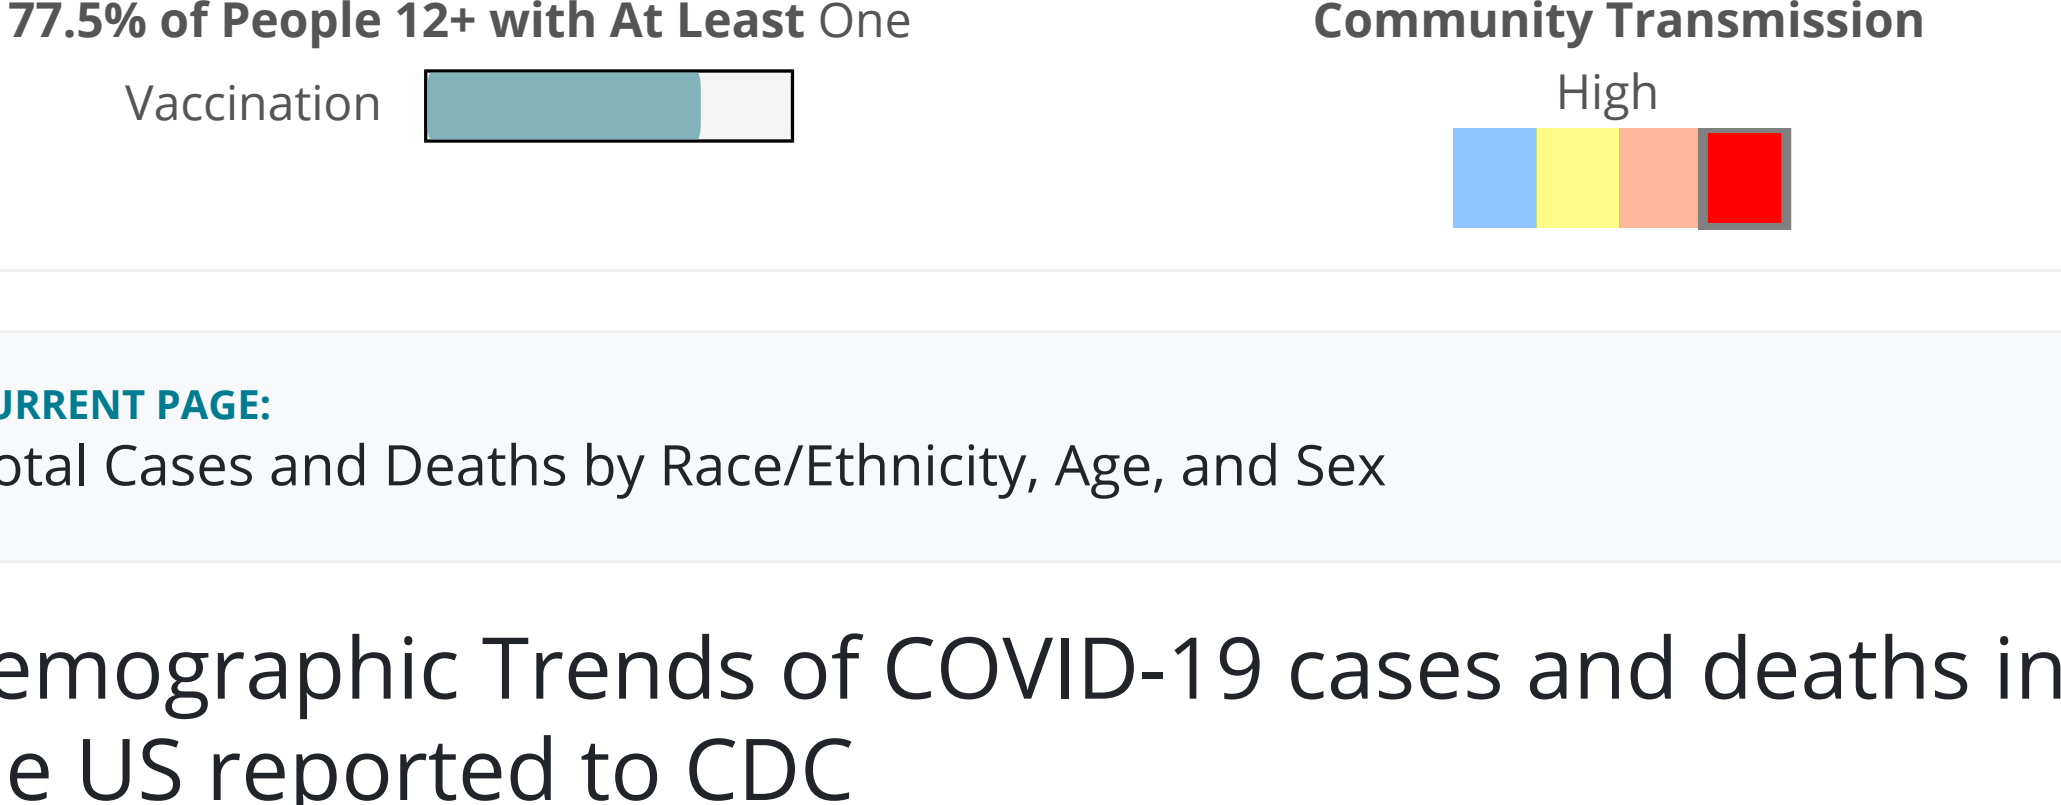 77.5% of People 12+ with At Least One
Vaccination
Community Transmission
High
URRENT PAGE:
otal Cases and Deaths by Race/Ethnicity, Age, and Sex
emographic Trends of COVID-19 cases and deaths in
e US reported to CDC